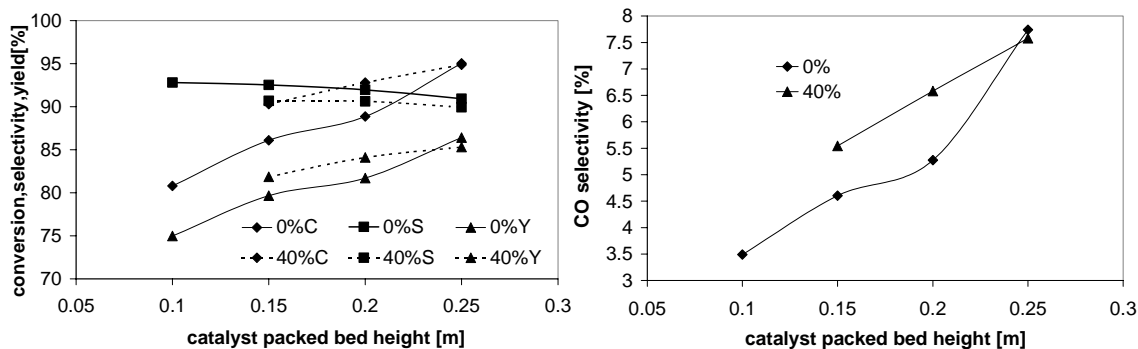 conversion,selectivity,yield[%]
100
95
90
85
80
75
70
0.05 0.1 0.15 0.2 0.25 0.3
catalyst packed bed height [m]
0%C 0%S 0%Y
40%C 40%S 40%Y
CO selectivity [%]
8
7.5
7
6.5
6
5.5
5
4.5
4
3.5
3
0.05 0.1 0.15 0.2 0.25 0.3
catalyst packed bed height [m]
0%
40%